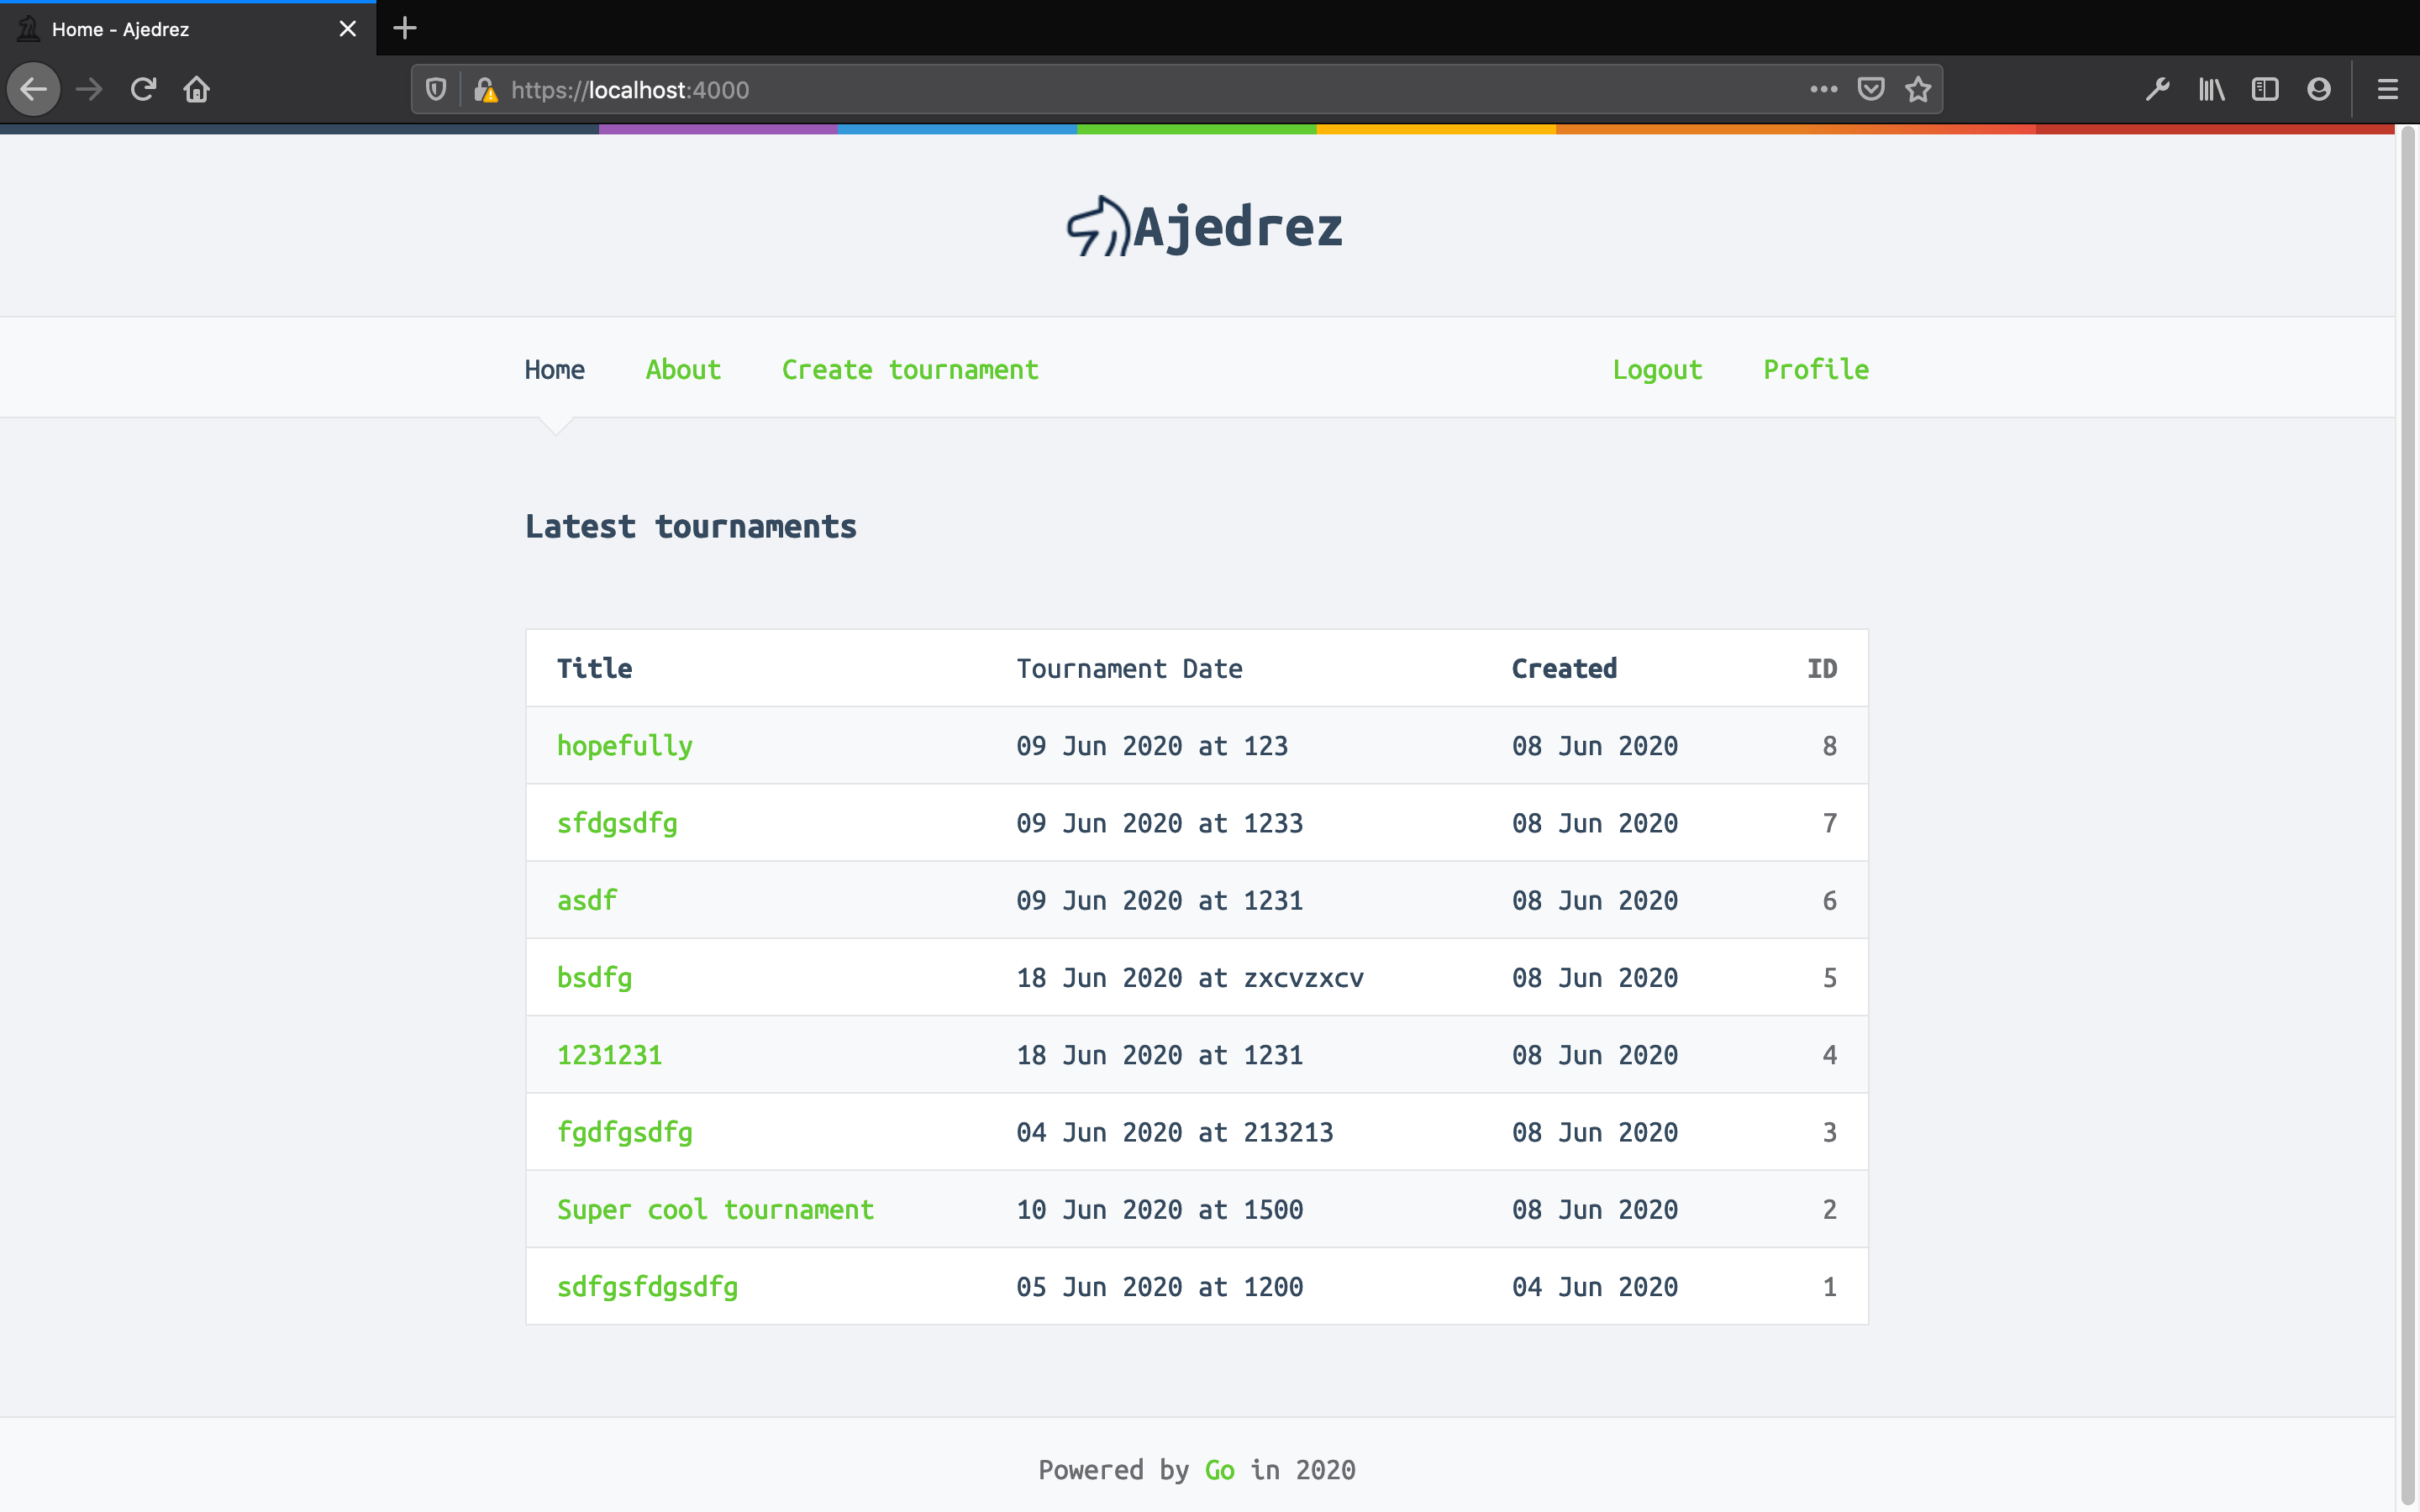 Home - Ajedrez
https://localhost:4000
Ajedrez
Home About Create tournament Logout Profile
Latest tournaments
Title Tournament Date Created ID
hopefully 09 Jun 2020 at 123 08 Jun 2020 8
sfdgsdfg 09 Jun 2020 at 1233 08 Jun 2020 7
asdf 09 Jun 2020 at 1231 08 Jun 2020 6
bsdfg 18 Jun 2020 at zxcvzxcv 08 Jun 2020 5
1231231 18 Jun 2020 at 1231 08 Jun 2020 4
fgdfgsdfg 04 Jun 2020 at 213213 08 Jun 2020 3
Super cool tournament 10 Jun 2020 at 1500 08 Jun 2020 2
sdfgsfdgsdfg 05 Jun 2020 at 1200 04 Jun 2020 1
Powered by Go in 2020